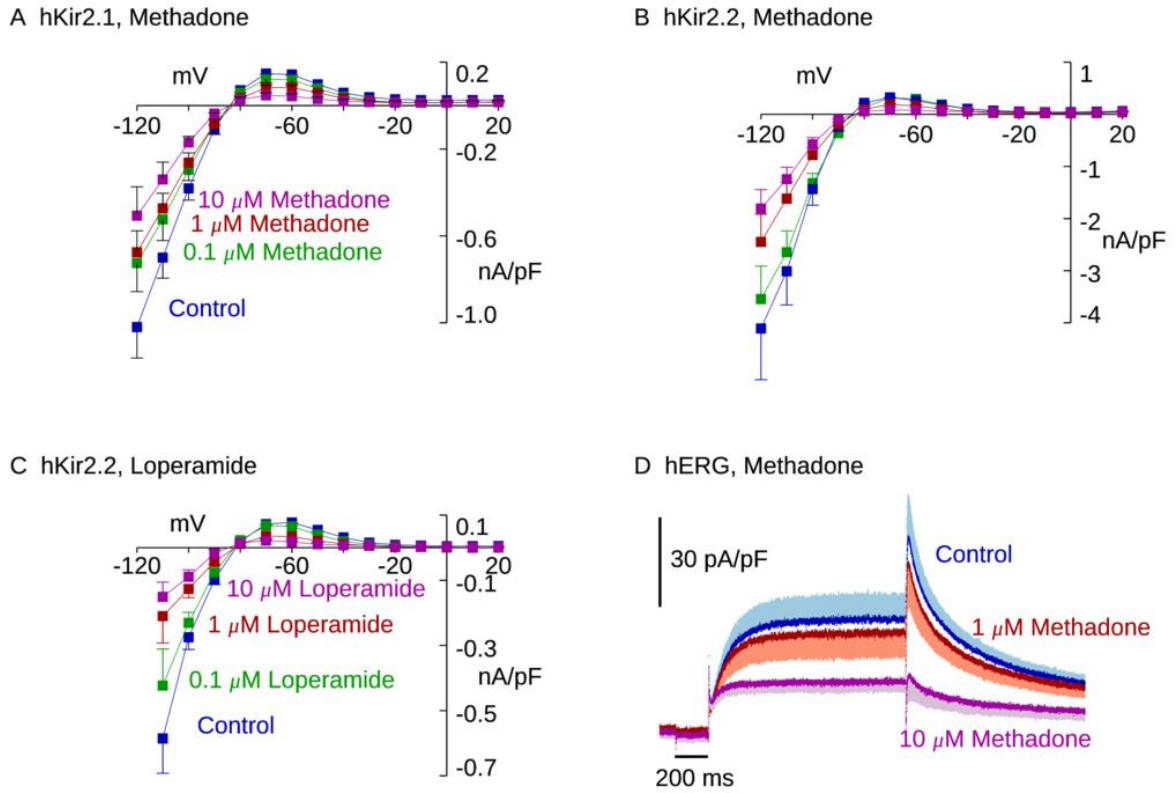 A hKir2.1, Methadone
mV
0.2
-120
-60
-20
20
-0.2
10 μM Methadone
1 μM Methadone
0.1 μM Methadone
-0.6
nA/pF
Control
-1.0
B hKir2.2, Methadone
1
mV
-120
-60
-20
20
-1
-2
nA/pF
-3
-4
C hKir2.2, Loperamide
mV
0.1
-120
-60
-20
20
-0.1
10 μM Loperamide
1 μM Loperamide
-0.3
nA/pF
0.1 μM Loperamide
-0.5
Control
-0.7
D hERG, Methadone
30 pA/pF
Control
1 μM Methadone
10 μM Methadone
200 ms